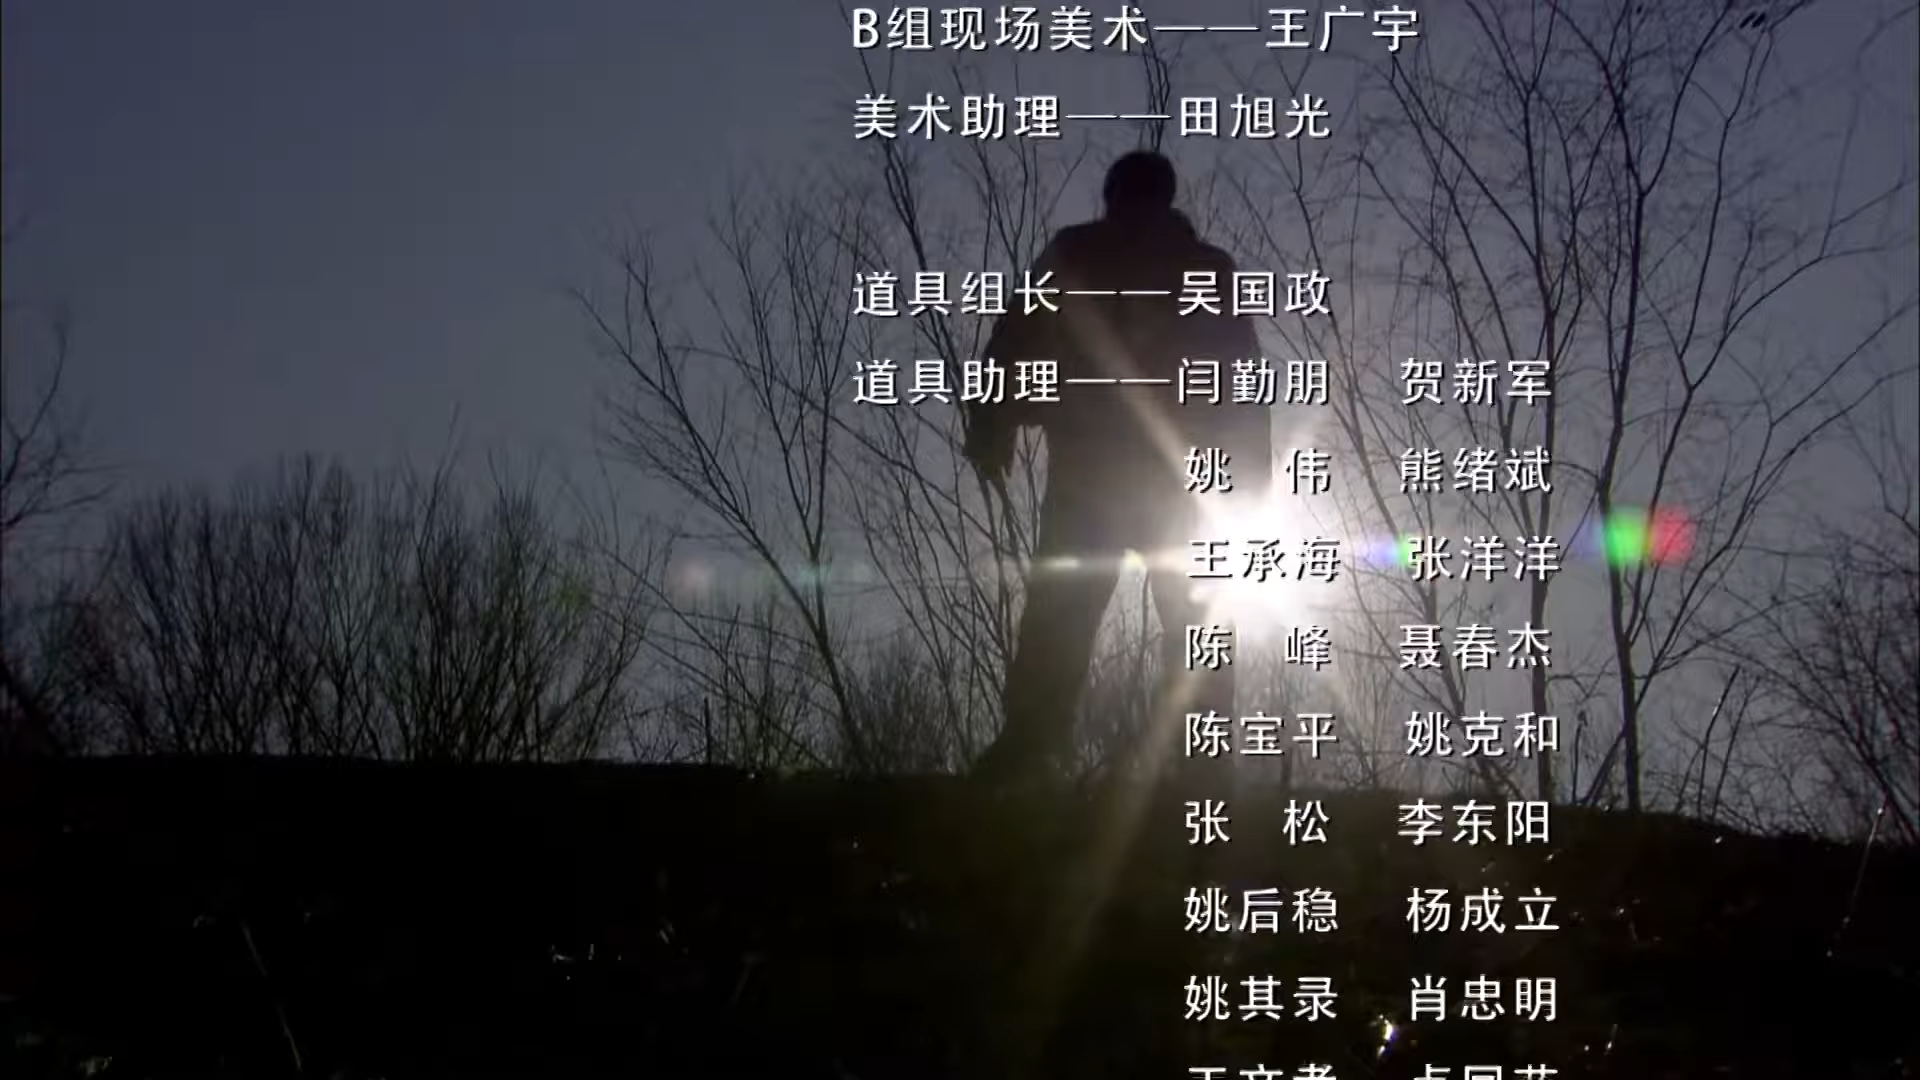 B组现场美术——王广宇
美术助理——田旭光
道具组长——吴国政
道具助理——闫勤朋 贺新军
姚 伟 熊绪斌
王承海 张洋洋
陈 峰 聂春杰
陈宝平 姚克和
张 松 李东阳
姚后稳 杨成立
姚其录 肖忠明